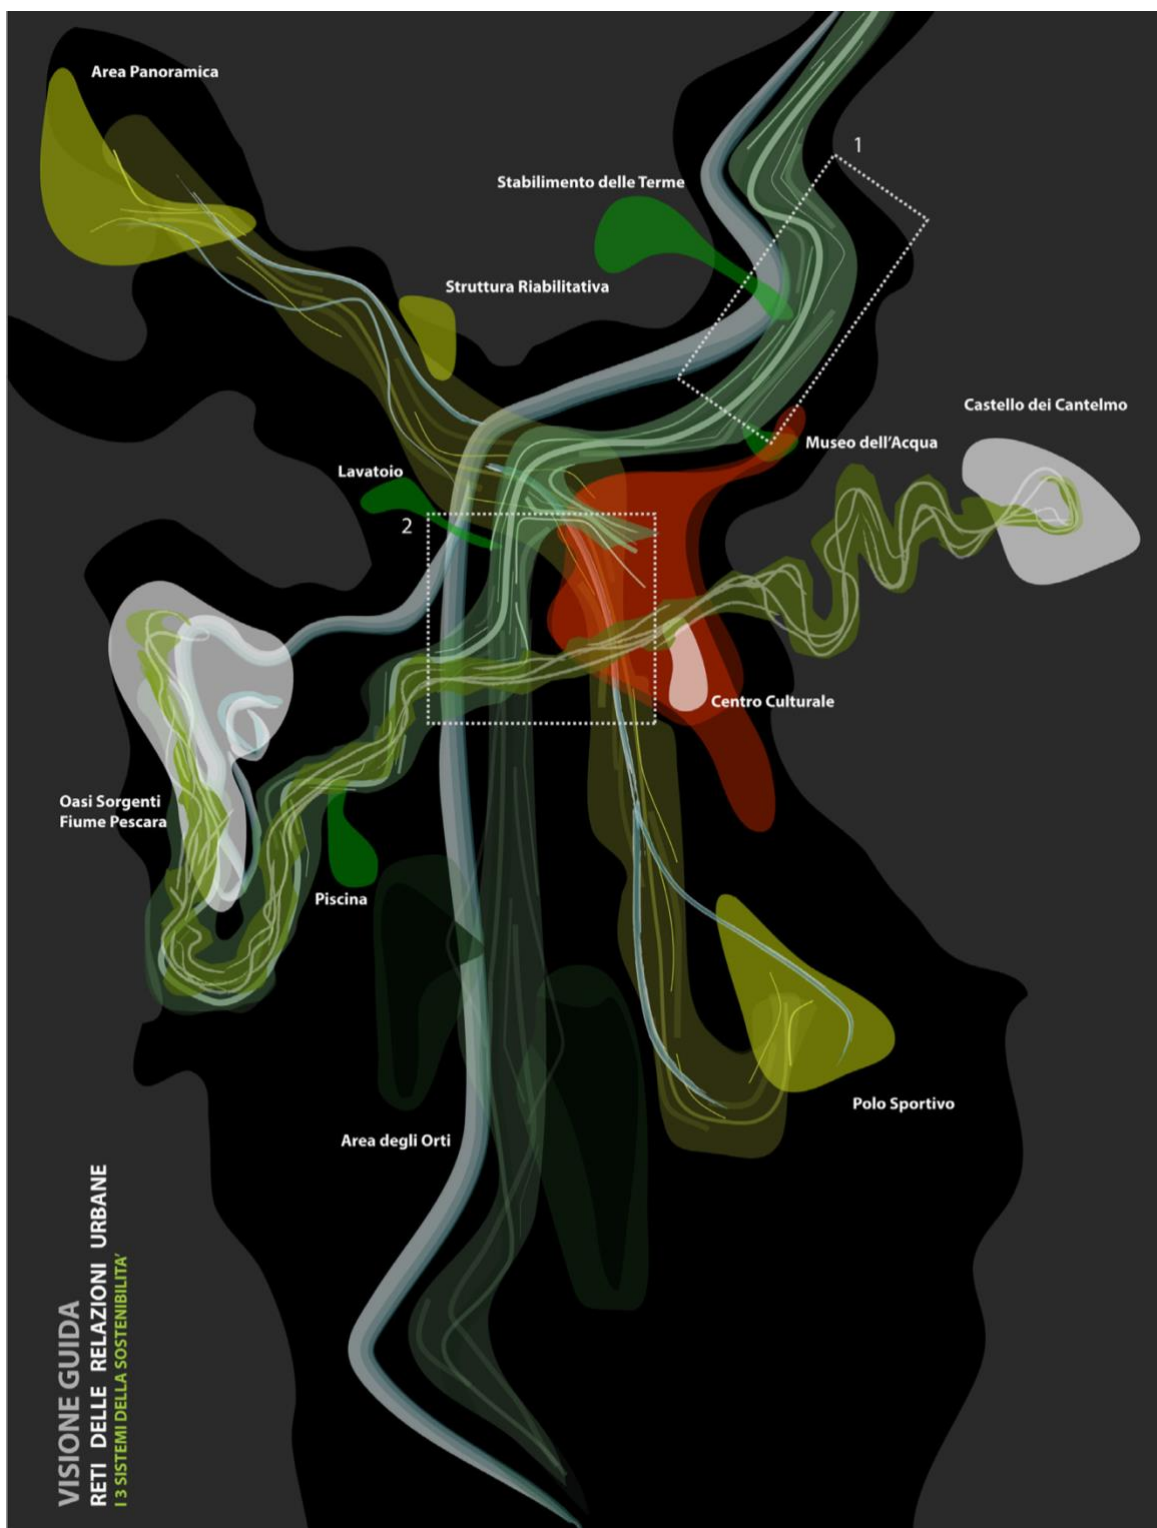 Area Panoramica
1
Stabilimento delle Terme
Struttura Riabilitativa
Castello dei Cantelmo
Museo dell'Acqua
Lavatoio
2
Centro Culturale
Oasi Sorgenti
Fiume Pescara
Piscina
Polo Sportivo
Area degli Orti
VISIONE GUIDA
RETI DELLE RELAZIONI URBANE
I 3 SISTEMI DELLA SOSTENIBILITA'